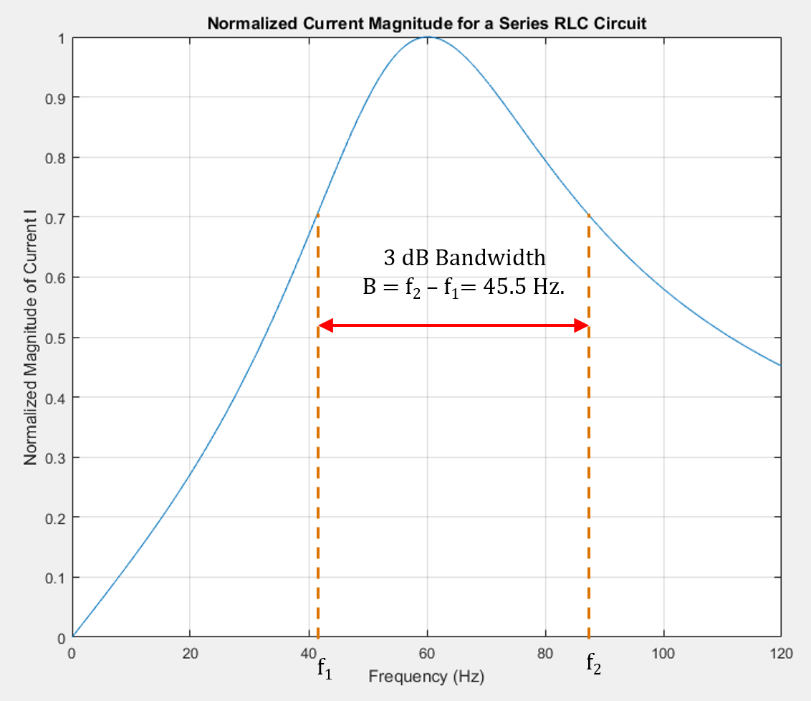 Normalized Current Magnitude for a Series RLC Circuit
Normalized Magnitude of Current I
1
0.9
0.8
0.7
0.6
0.5
0.4
0.3
0.2
0.1
0
3 dB Bandwidth
B = f₂ – f₁= 45.5 Hz.
0 20 40 60 80 100 120
f₁ f₂
Frequency (Hz)